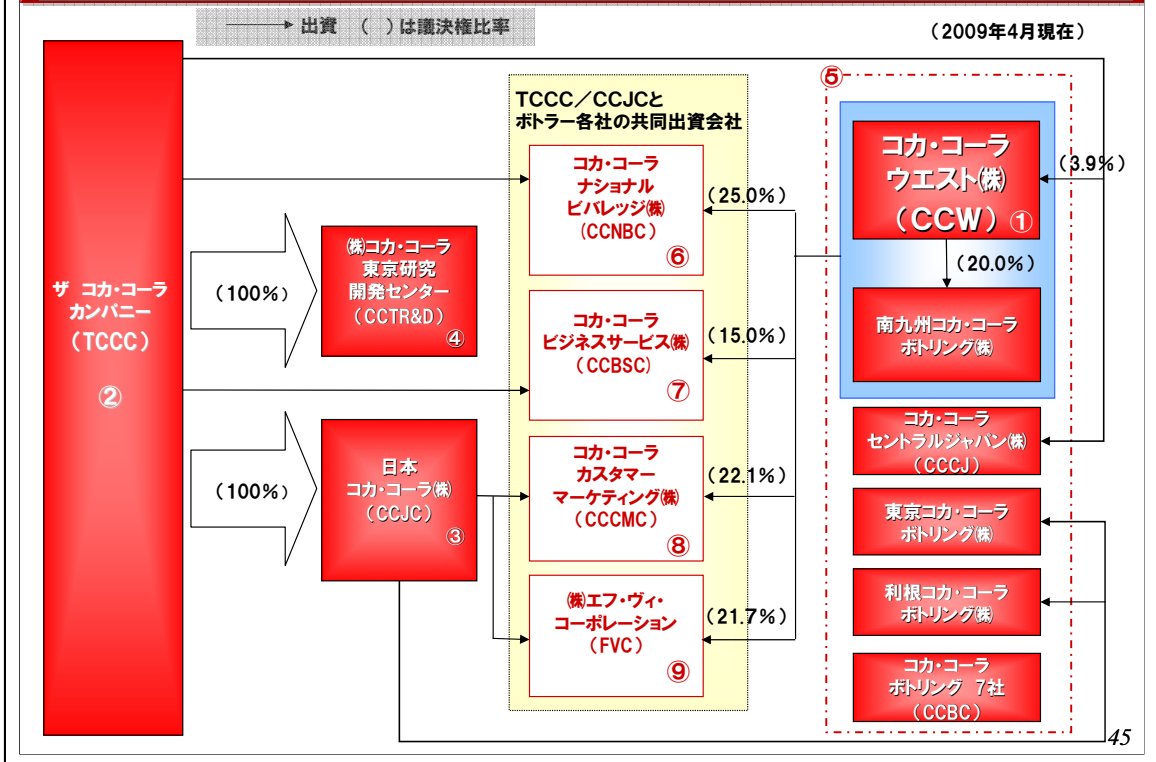 出資 ( )は議決権比率
(2009年4月現在)
ザ コカ・コーラ
カンパニー
(TCCC)
②
(100%)
(100%)
㈱コカ・コーラ
東京研究
開発センター
(CCTR&D)
④
日本
コカ・コーラ㈱
(CCJC)
③
TCCC/CCJCと
ボトラー各社の共同出資会社
コカ・コーラ
ナショナル
ビバレッジ㈱
(CCNBC)
⑥
コカ・コーラ
ビジネスサービス㈱
(CCBSC)
⑦
コカ・コーラ
カスタマー
マーケティング㈱
(CCCMC)
⑧
㈱エフ・ヴィ・
コーポレーション
(FVC)
⑨
(25.0%)
(15.0%)
(22.1%)
(21.7%)
⑤
コカ・コーラ
ウエスト㈱
(CCW)①
(3.9%)
(20.0%)
南九州コカ・コーラ
ボトリング㈱
コカ・コーラ
セントラルジャパン㈱
(CCCJ)
東京コカ・コーラ
ボトリング㈱
利根コカ・コーラ
ボトリング㈱
コカ・コーラ
ボトリング 7社
(CCBC)
45